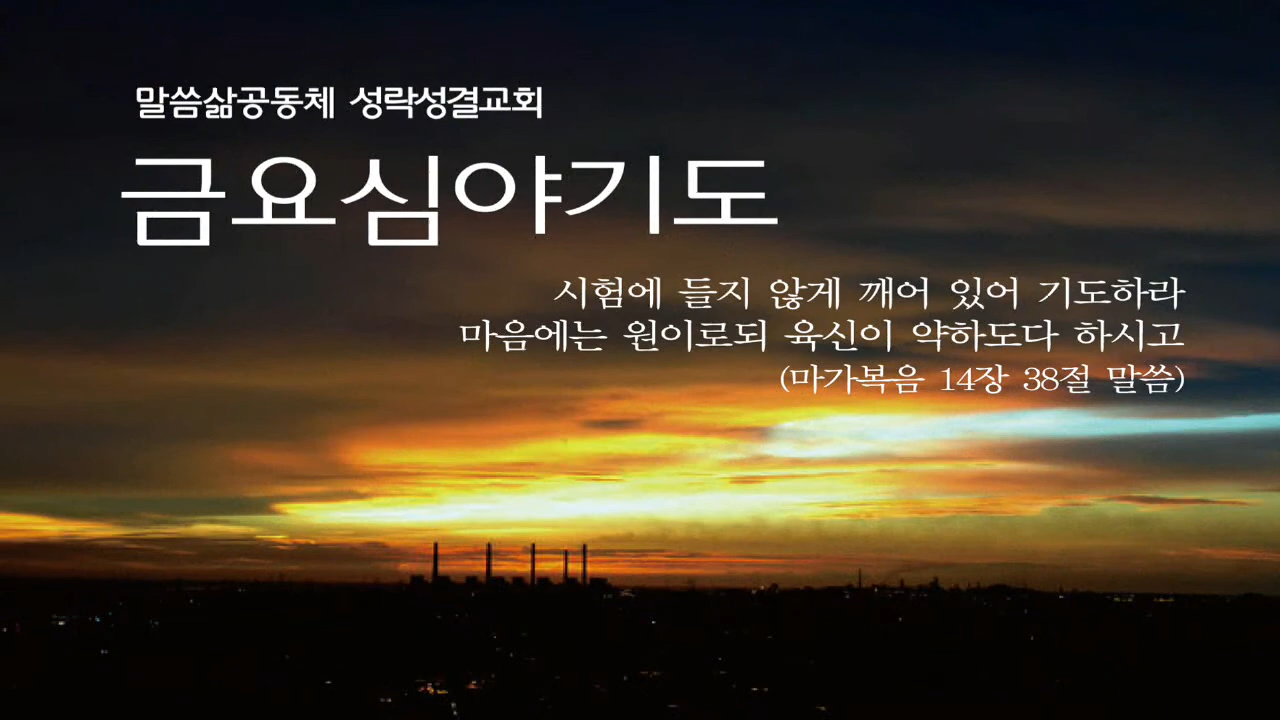 말씀삶공동체 성락성결교회
금요심야기도
시험에 들지 않게 깨어 있어 기도하라
마음에는 원이로되 육신이 약하도다 하시고
(마가복음 14장 38절 말씀)